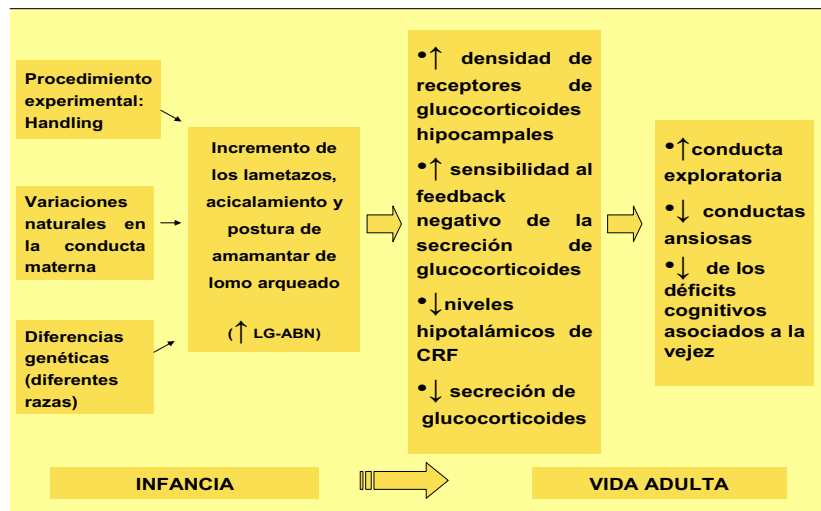 Procedimiento
experimental:
Handling
Variaciones
naturales en
la conducta
materna
Diferencias
genéticas
(diferentes
razas)
Incremento de
los lametazos,
acicalamiento y
postura de
amamantar de
lomo arqueado
(↑ LG-ABN)
•↑ densidad de
receptores de
glucocorticoides
hipocampales
•↑ sensibilidad al
feedback
negativo de la
secreción de
glucocorticoides
•↓niveles
hipotalámicos de
CRF
•↓ secreción de
glucocorticoides
•↑conducta
exploratoria
•↓ conductas
ansiosas
•↓ de los
déficits
cognitivos
asociados a la
vejez
INFANCIA
VIDA ADULTA